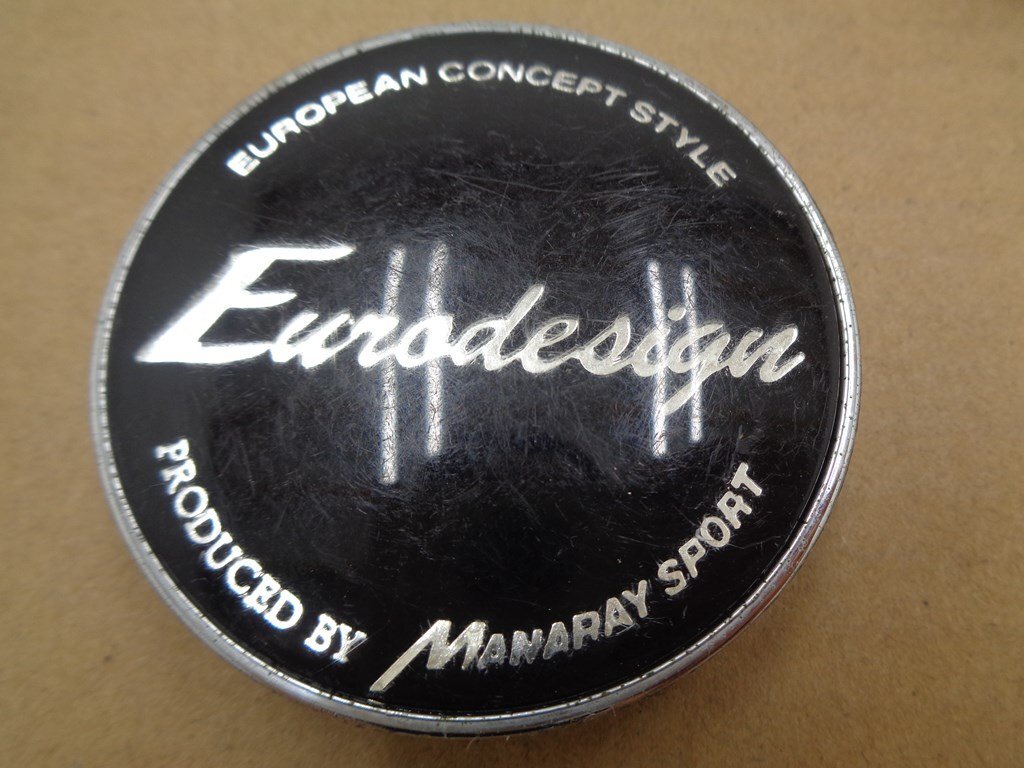 EUROPEAN CONCEPT STYLE
Eurodesign
PRODUCED BY MANARAY SPORT